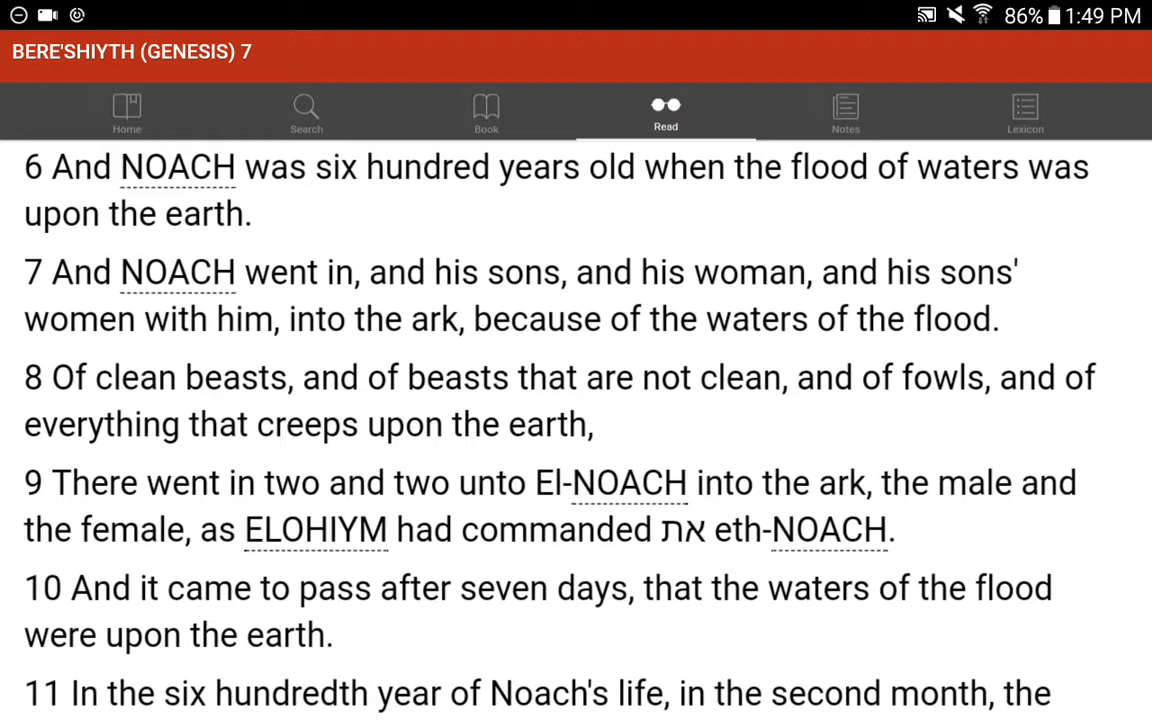 86% 1:49 PM
BERE'SHIYTH (GENESIS) 7
Home Search Book Read Notes Lexicon
6 And NOACH was six hundred years old when the flood of waters was
upon the earth.
7 And NOACH went in, and his sons, and his woman, and his sons'
women with him, into the ark, because of the waters of the flood.
8 Of clean beasts, and of beasts that are not clean, and of fowls, and of
everything that creeps upon the earth,
9 There went in two and two unto El-NOACH into the ark, the male and
the female, as ELOHIYM had commanded את eth-NOACH.
10 And it came to pass after seven days, that the waters of the flood
were upon the earth.
11 In the six hundredth year of Noach's life, in the second month, the